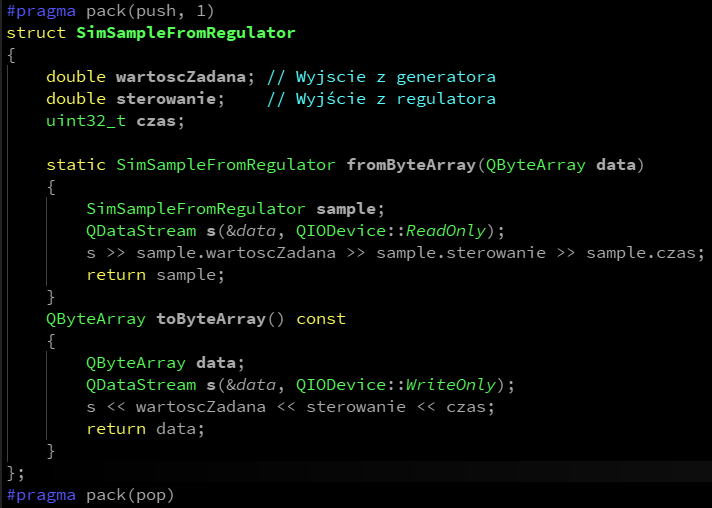 #pragma pack(push, 1)
struct SimSampleFromRegulator
{
    double wartoscZadana; // Wyjscie z generatora
    double sterowanie;    // Wyjście z regulatora
    uint32_t czas;

    static SimSampleFromRegulator fromByteArray(QByteArray data)
    {
        SimSampleFromRegulator sample;
        QDataStream s(&data, QIODevice::ReadOnly);
        s >> sample.wartoscZadana >> sample.sterowanie >> sample.czas;
        return sample;
    }
    QByteArray toByteArray() const
    {
        QByteArray data;
        QDataStream s(&data, QIODevice::WriteOnly);
        s << wartoscZadana << sterowanie << czas;
        return data;
    }
};
#pragma pack(pop)